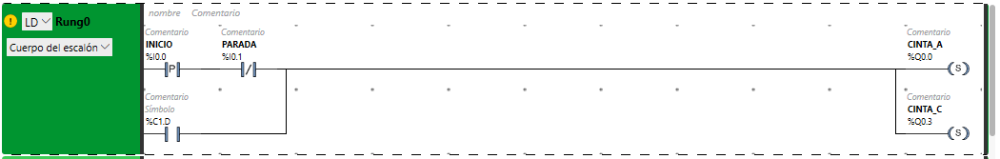 nombre Comentario
! LD Rung0
Cuerpo del escalón
Comentario Comentario Comentario
INICIO PARADA CINTA_A
%I0.0 %I0.1 %Q0.0
P / S
Comentario Comentario
Símbolo CINTA_C
%C1.D %Q0.3
S